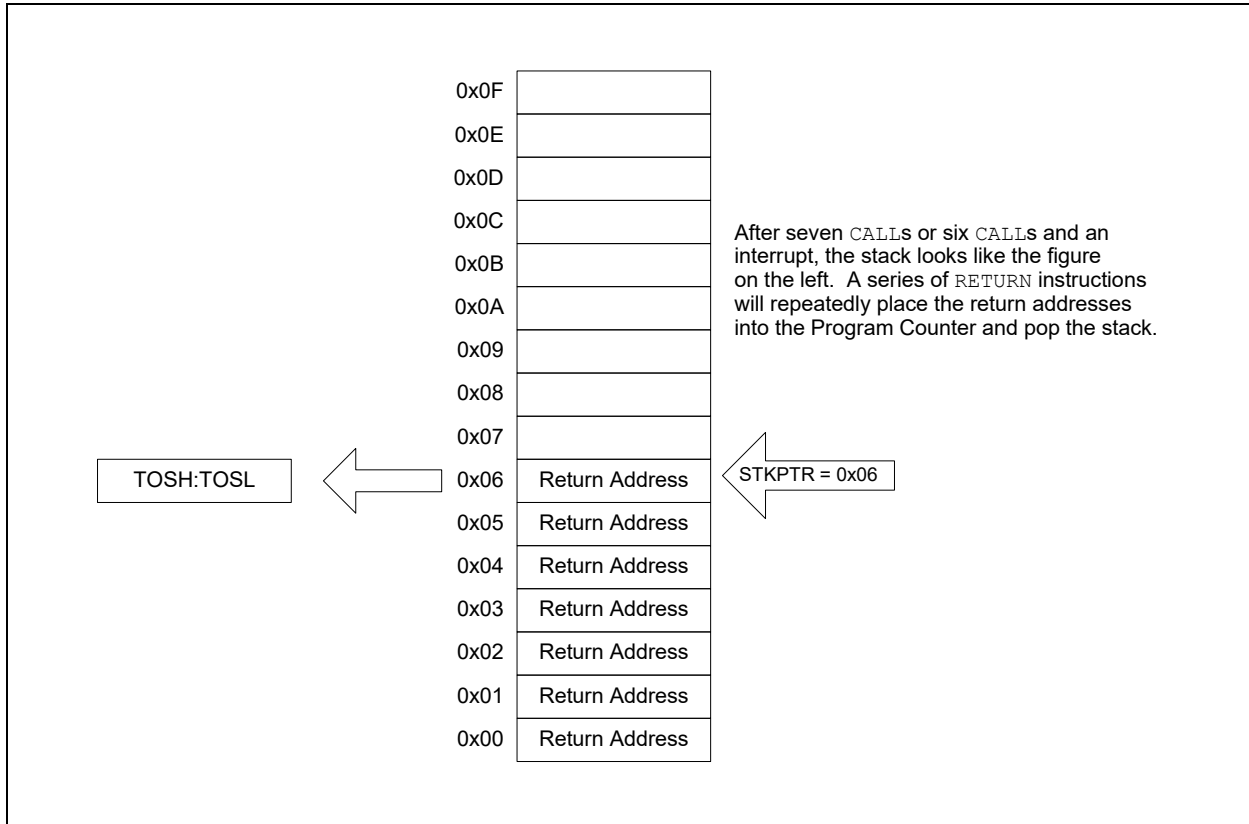 0x0F
0x0E
0x0D
0x0C
0x0B
0x0A
0x09
0x08
0x07
After seven CALLs or six CALLs and an
interrupt, the stack looks like the figure
on the left. A series of RETURN instructions
will repeatedly place the return addresses
into the Program Counter and pop the stack.
TOSH:TOSL
0x06 Return Address
STKPTR = 0x06
0x05 Return Address
0x04 Return Address
0x03 Return Address
0x02 Return Address
0x01 Return Address
0x00 Return Address